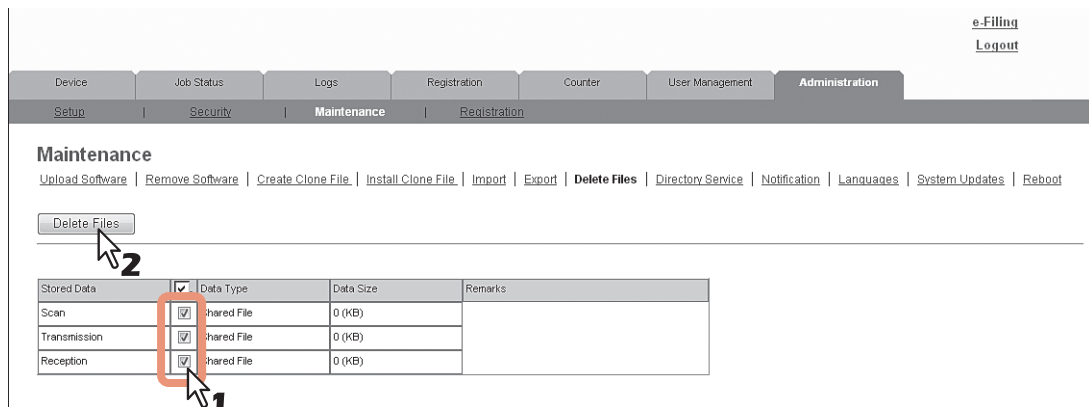 e-Filing
Logout
Device Job Status Logs Registration Counter User Management Administration
Setup | Security | Maintenance | Registration
Maintenance
Upload Software | Remove Software | Create Clone File | Install Clone File | Import | Export | Delete Files | Directory Service | Notification | Languages | System Updates | Reboot
Delete Files
2
Stored Data Data Type Data Size Remarks
Scan Shared File 0 (KB)
Transmission Shared File 0 (KB)
Reception Shared File 0 (KB)
1